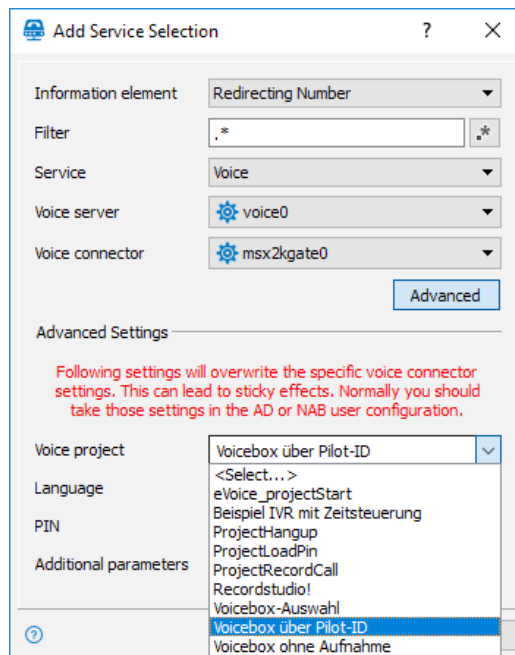 Add Service Selection ?
Information element Redirecting Number
Filter .* .*
Service Voice
Voice server voice0
Voice connector msx2kgate0
Advanced
Advanced Settings
Following settings will overwrite the specific voice connector
settings. This can lead to sticky effects. Normally you should
take those settings in the AD or NAB user configuration.
Voice project Voicebox über Pilot-ID
<Select...>
Language
eVoice_projectStart
Beispiel IVR mit Zeitsteuerung
PIN
ProjectHangup
ProjectLoadPin
Additional parameters
ProjectRecordCall
Recordstudio!
Voicebox-Auswahl
?
Voicebox über Pilot-ID
Voicebox ohne Aufnahme